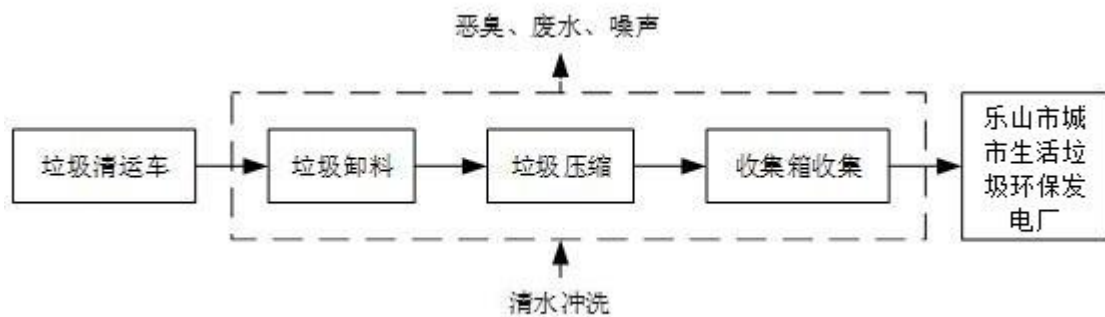 恶臭、废水、噪声
垃圾清运车
垃圾卸料
垃圾压缩
收集箱收集
乐山市城
市生活垃
圾环保发
电厂
清水冲洗